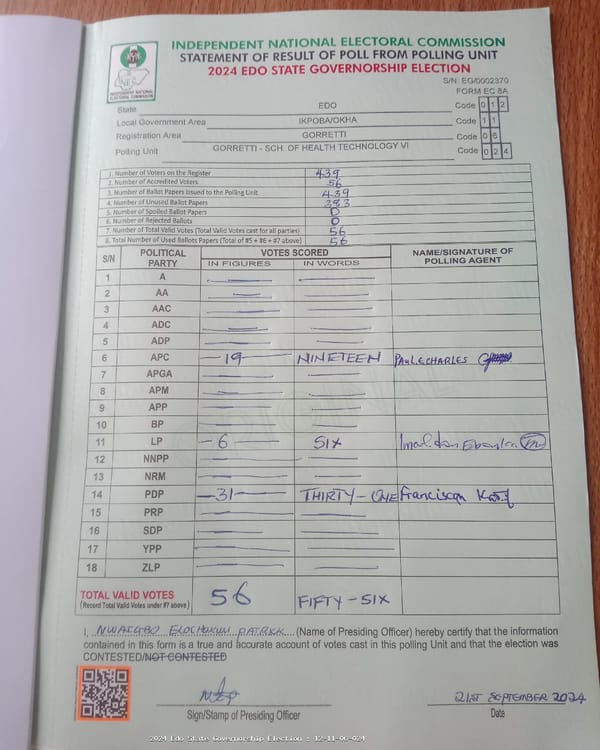 INDEPENDENT NATIONAL ELECTORAL COMMISSION
STATEMENT OF RESULT OF POLL FROM POLLING UNIT
2024 EDO STATE GOVERNORSHIP ELECTION
S/N EG/0002370
FORM EC 8A
INDEPENDENT NATIONAL
ELECTORAL COMMISSION
State EDO Code 0 1 2
Local Government Area IKPOBA/OKHA Code 1 1
Registration Area GORRETTI Code 0 6
Polling Unit GORRETTI - SCH. OF HEALTH TECHNOLOGY VI Code 0 2 4
1. Number of Voters on the Register 439
2. Number of Accredited Voters 56
3. Number of Ballot Papers Issued to the Polling Unit 439
4. Number of Unused Ballot Papers 383
5. Number of Spoiled Ballot Papers 0
6. Number of Rejected Ballots 0
7. Number of Total Valid Votes (Total Valid Votes cast for all parties) 56
8. Total Number of Used Ballots Papers (Total of #5 + #6 + #7 above) 56
S/N POLITICAL PARTY VOTES SCORED NAME/SIGNATURE OF POLLING AGENT
IN FIGURES IN WORDS
1 A
2 AA
3 AAC
4 ADC
5 ADP
6 APC —19— NINETEEN PAUL.E.CHARLES
7 APGA
8 APM
9 APP
10 BP
11 LP —6— SIX
12 NNPP
13 NRM
14 PDP —31— THIRTY-ONE Franciscan
15 PRP
16 SDP
17 YPP
18 ZLP
TOTAL VALID VOTES 56 FIFTY-SIX
(Record Total Valid Votes under #7 above)
I, PATRICK (Name of Presiding Officer) hereby certify that the information
contained in this form is a true and accurate account of votes cast in this polling Unit and that the election was
CONTESTED/NOT CONTESTED
21ST SEPTEMBER 2024
Sign/Stamp of Presiding Officer Date
2024 Edo State Governorship Election : 12-11-06-024